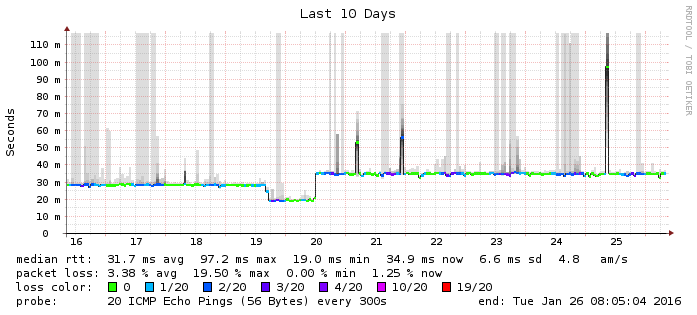 Last 10 Days
RRDTOOL / TOBI OETIKER
Seconds
110 m
100 m
90 m
80 m
70 m
60 m
50 m
40 m
30 m
20 m
10 m
0
16 17 18 19 20 21 22 23 24 25
median rtt: 31.7 ms avg 97.2 ms max 19.0 ms min 34.9 ms now 6.6 ms sd 4.8 am/s
packet loss: 3.38 % avg 19.50 % max 0.00 % min 1.25 % now
loss color: 0 1/20 2/20 3/20 4/20 10/20 19/20
probe: 20 ICMP Echo Pings (56 Bytes) every 300s end: Tue Jan 26 08:05:04 2016